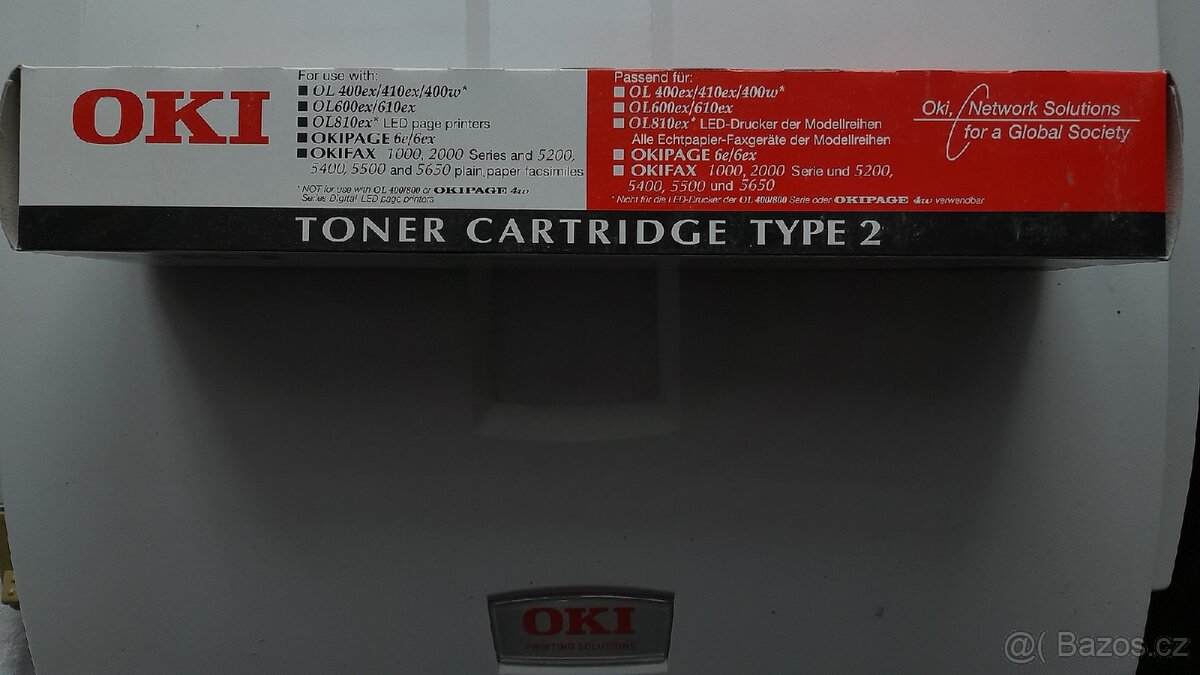 OKI
For use with:
OL 400ex/410ex/400w*
OL600ex/610ex
OL810ex* LED page printers
OKIPAGE 6e/6ex
OKIFAX 1000, 2000 Series and 5200,
5400, 5500 and 5650 plain paper facsimiles
* NOT for use with OL 400/800 or OKIPAGE 4w
Series Digital LED page printers
Passend für:
OL 400ex/410ex/400w*
OL600ex/610ex
OL810ex* LED-Drucker der Modellreihen
Alle Echtpapier-Faxgeräte der Modellreihen
OKIPAGE 6e/6ex
OKIFAX 1000, 2000 Serie und 5200,
5400, 5500 und 5650
* Nicht für die LED-Drucker der OL 400/800 Serie oder OKIPAGE 4w verwendbar
Oki, Network Solutions
for a Global Society
TONER CARTRIDGE TYPE 2
OKI
PRINTING SOLUTIONS
@( Bazos.cz